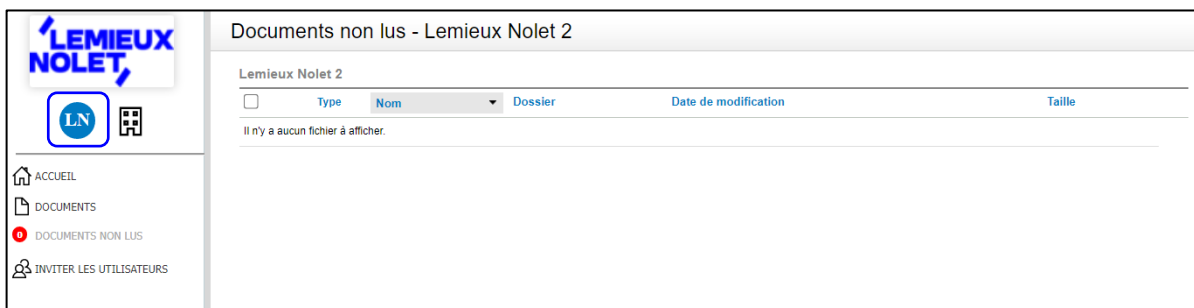 LEMIEUX
NOLET
LN
ACCUEIL
DOCUMENTS
0 DOCUMENTS NON LUS
INVITER LES UTILISATEURS
Documents non lus - Lemieux Nolet 2
Lemieux Nolet 2
Type Nom Dossier Date de modification Taille
Il n'y a aucun fichier á afficher.